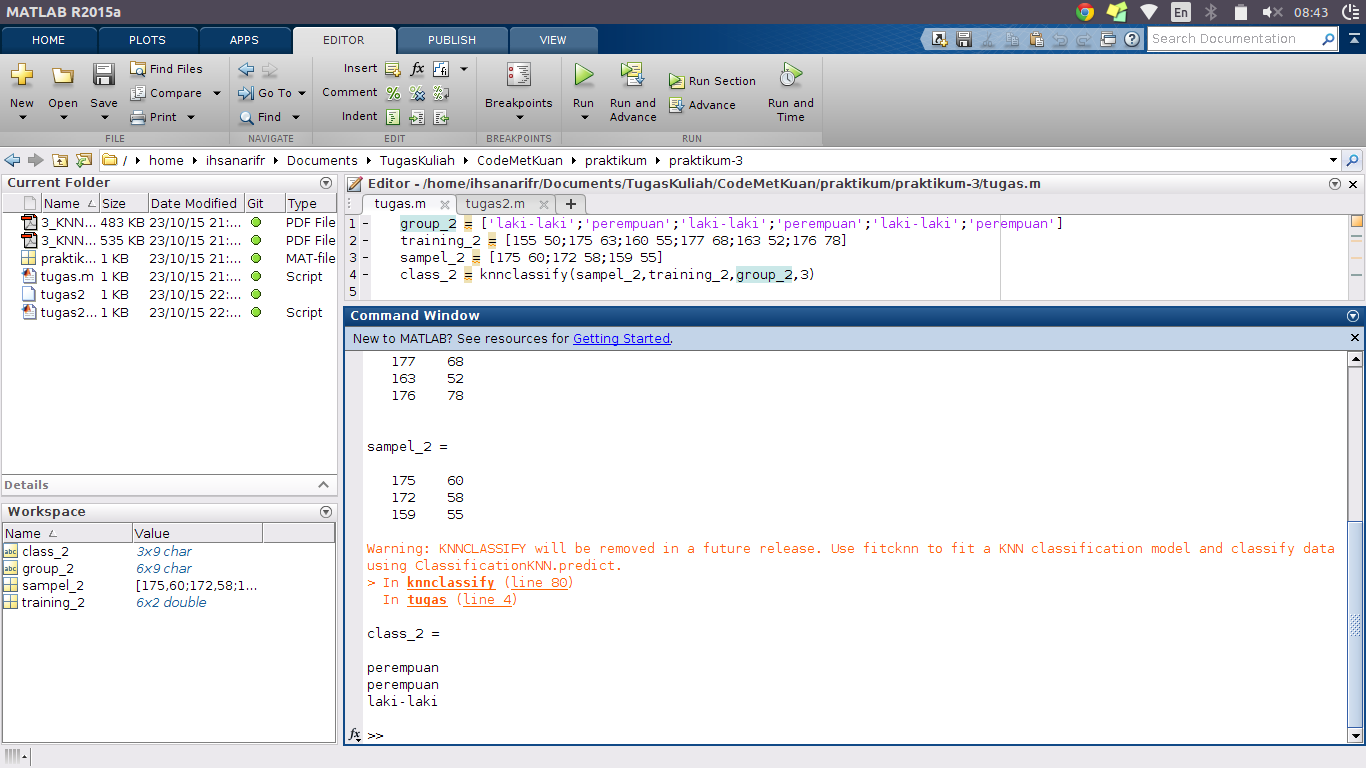 MATLAB R2015a
En
08:43
HOME PLOTS APPS EDITOR PUBLISH VIEW
Search Documentation
New Open Save
Find Files
Compare
Print
FILE
Go To
Find
NAVIGATE
Insert fx
Comment % %
Indent
EDIT
Breakpoints
BREAKPOINTS
Run
Run and
Advance
Run Section
Advance
Run and
Time
RUN
/ home ihsanarifr Documents TugasKuliah CodeMetKuan praktikum praktikum-3
Current Folder
Name Size Date Modified Git Type
3_KNN... 483 KB 23/10/15 21:... PDF File
3_KNN... 535 KB 23/10/15 21:... PDF File
praktik... 1 KB 23/10/15 21:... MAT-file
tugas.m 1 KB 23/10/15 21:... Script
tugas2 1 KB 23/10/15 22:...
tugas2... 1 KB 23/10/15 22:... Script
Details
Workspace
Name Value
class_2 3x9 char
group_2 6x9 char
sampel_2 [175,60;172,58;1...
training_2 6x2 double
Editor - /home/ihsanarifr/Documents/TugasKuliah/CodeMetKuan/praktikum/praktikum-3/tugas.m
tugas.m tugas2.m
1 - group_2 = ['laki-laki';'perempuan';'laki-laki';'perempuan';'laki-laki';'perempuan']
2 - training_2 = [155 50;175 63;160 55;177 68;163 52;176 78]
3 - sampel_2 = [175 60;172 58;159 55]
4 - class_2 = knnclassify(sampel_2,training_2,group_2,3)
5
Command Window
New to MATLAB? See resources for Getting Started.
177 68
163 52
176 78
sampel_2 =
175 60
172 58
159 55
Warning: KNNCLASSIFY will be removed in a future release. Use fitcknn to fit a KNN classification model and classify data
using ClassificationKNN.predict.
> In knnclassify (line 80)
In tugas (line 4)
class_2 =
perempuan
perempuan
laki-laki
fx >>